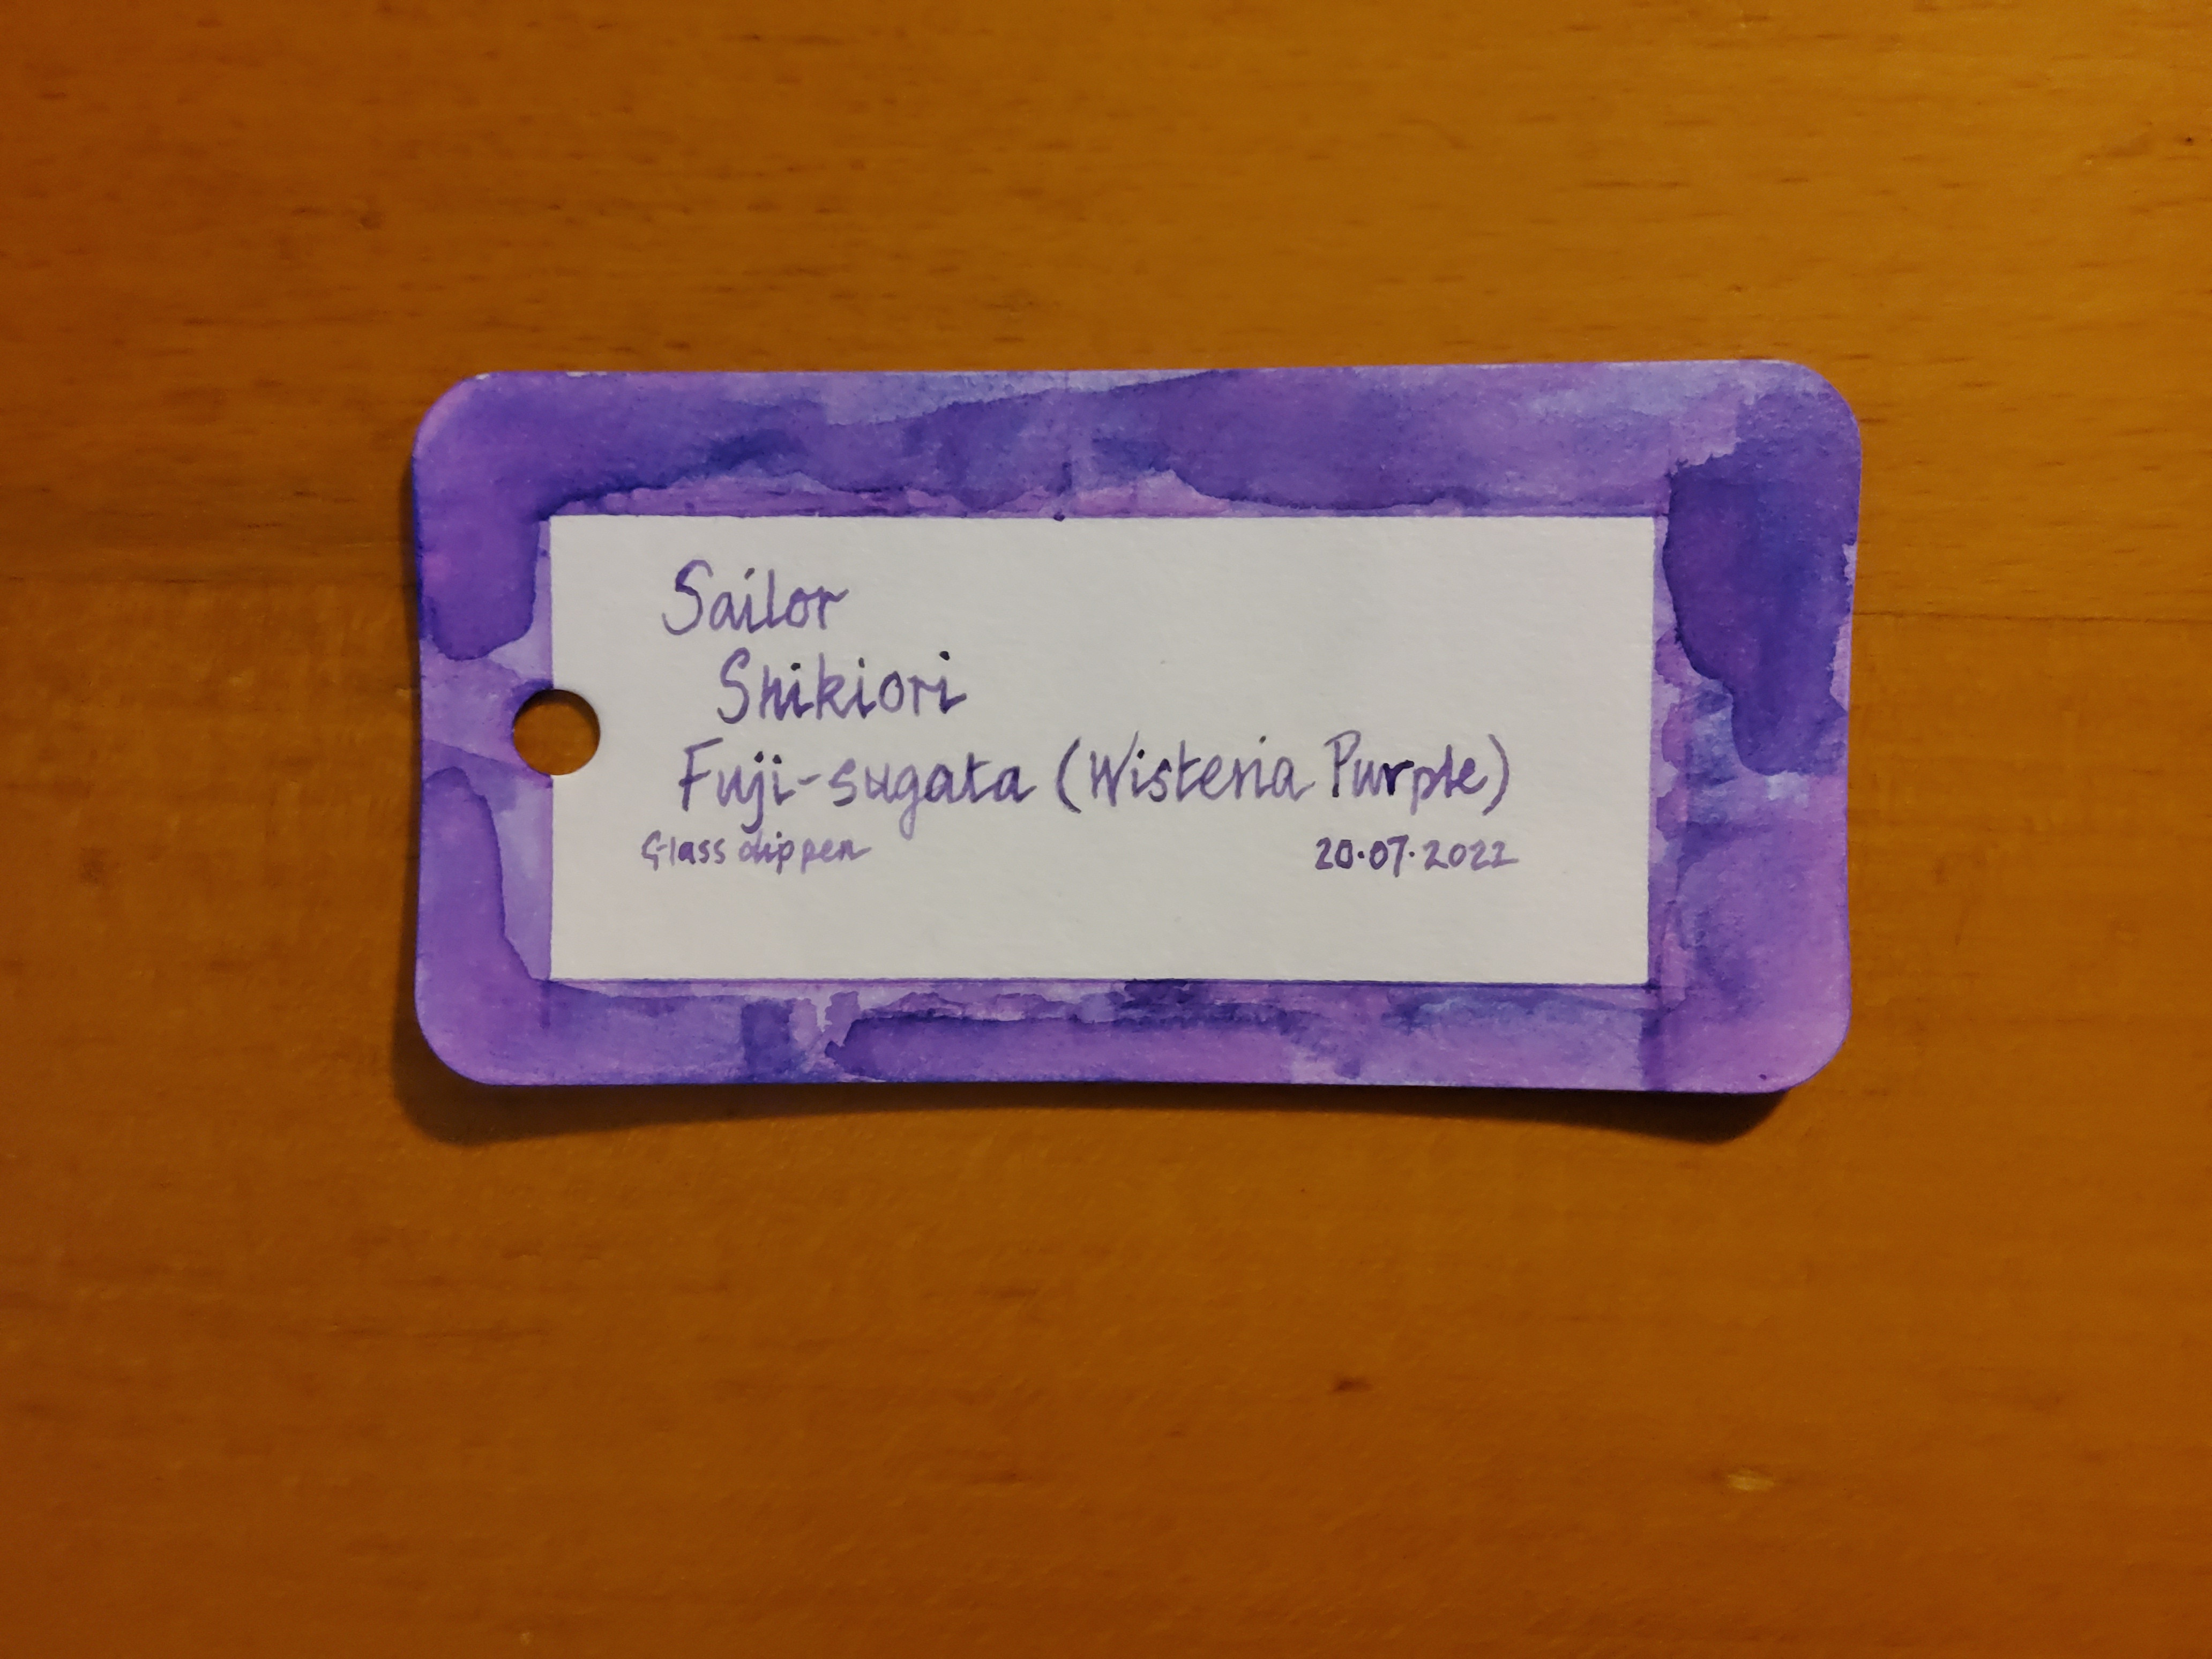 Sailor
Shikiori
Fuji-sugata (Wisteria Purple)
Glass dip pen 20.07.2022